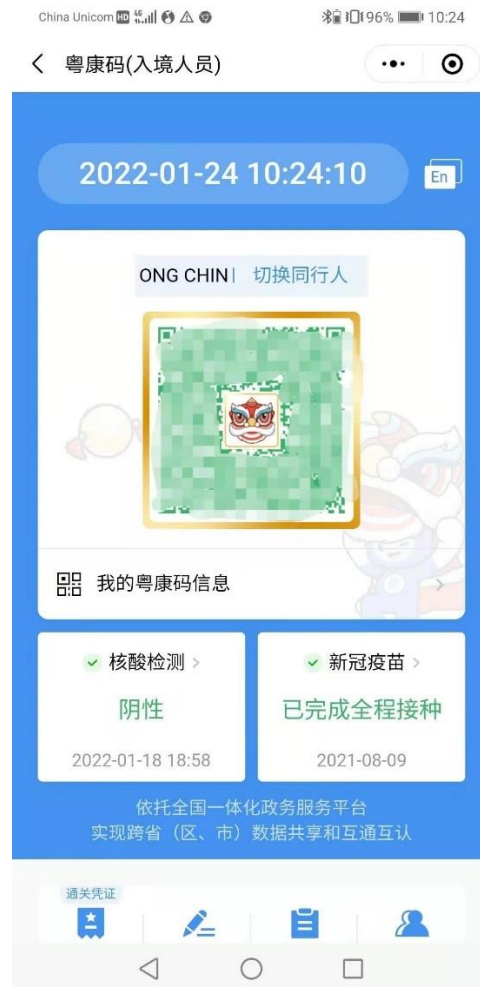 China Unicom HD 4G 96% 10:24
粤康码(入境人员)
2022-01-24 10:24:10
En
ONG CHIN 切换同行人
我的粤康码信息
核酸检测
新冠疫苗
阴性
已完成全程接种
2022-01-18 18:58
2021-08-09
依托全国一体化政务服务平台
实现跨省（区、市）数据共享和互通互认
通关凭证